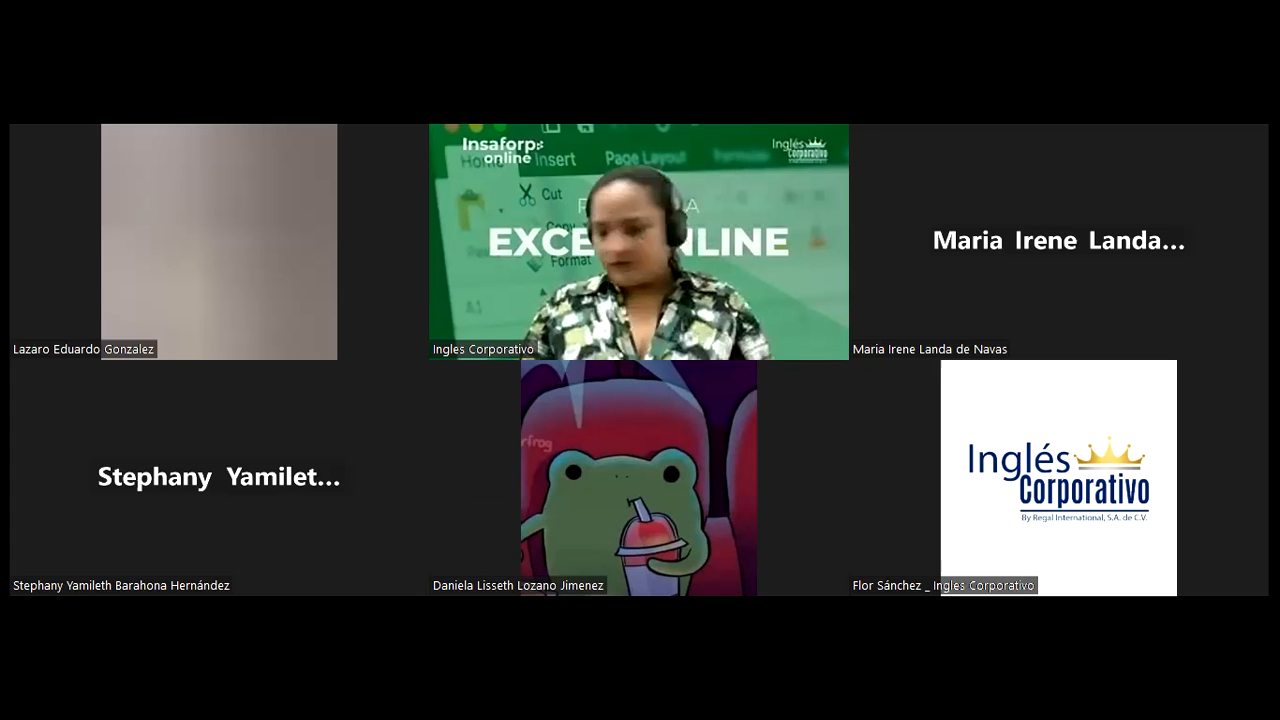 Insaforp
online
Home
Insert
Page Layout
Inglés
Corporativo
Cut
EXCE
NLINE
Format
Maria Irene Landa...
Lazaro Eduardo Gonzalez
Ingles Corporativo
Maria Irene Landa de Navas
Stephany Yamilet...
Inglés
Corporativo
By Regal International, S.A. de C.V.
Stephany Yamileth Barahona Hernández
Daniela Lisseth Lozano Jimenez
Flor Sánchez _ Ingles Corporativo